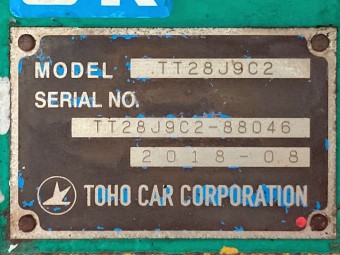 MODEL TT28J9C2
SERIAL NO.
TT28J9C2-88046
2018-08
TOHO CAR CORPORATION